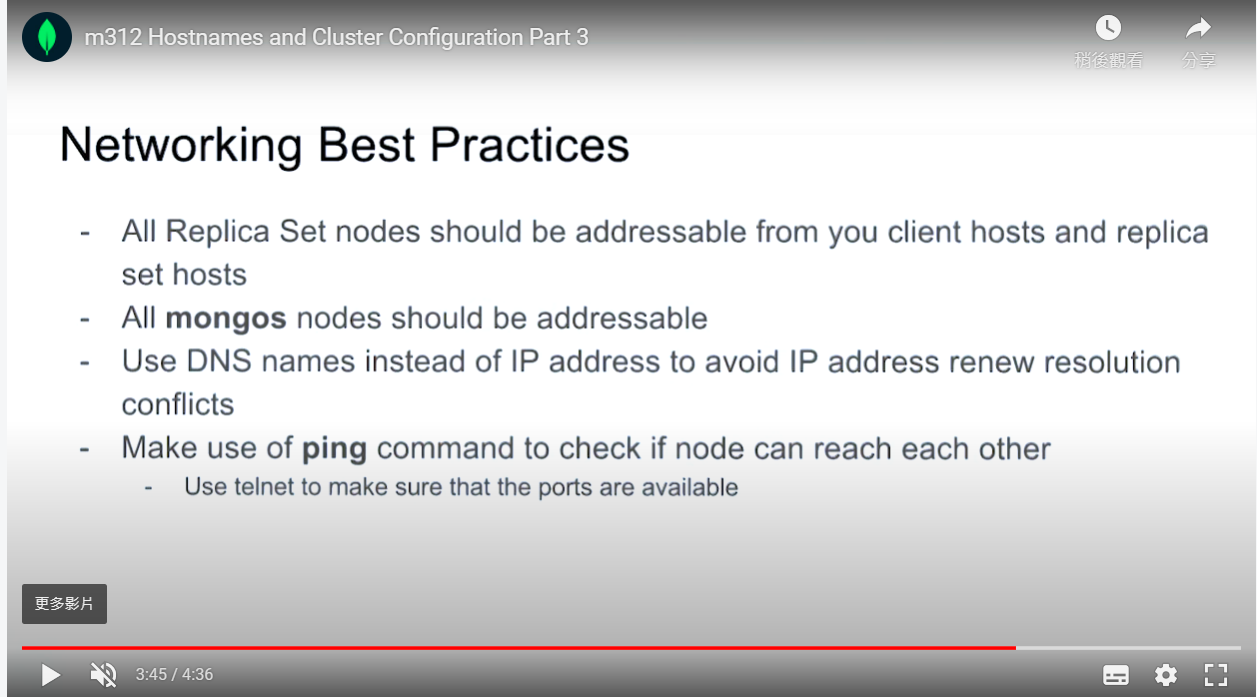 m312 Hostnames and Cluster Configuration Part 3
稍後觀看
分享
Networking Best Practices
- All Replica Set nodes should be addressable from you client hosts and replica
set hosts
- All mongos nodes should be addressable
- Use DNS names instead of IP address to avoid IP address renew resolution
conflicts
- Make use of ping command to check if node can reach each other
- Use telnet to make sure that the ports are available
更多影片
3:45 / 4:36